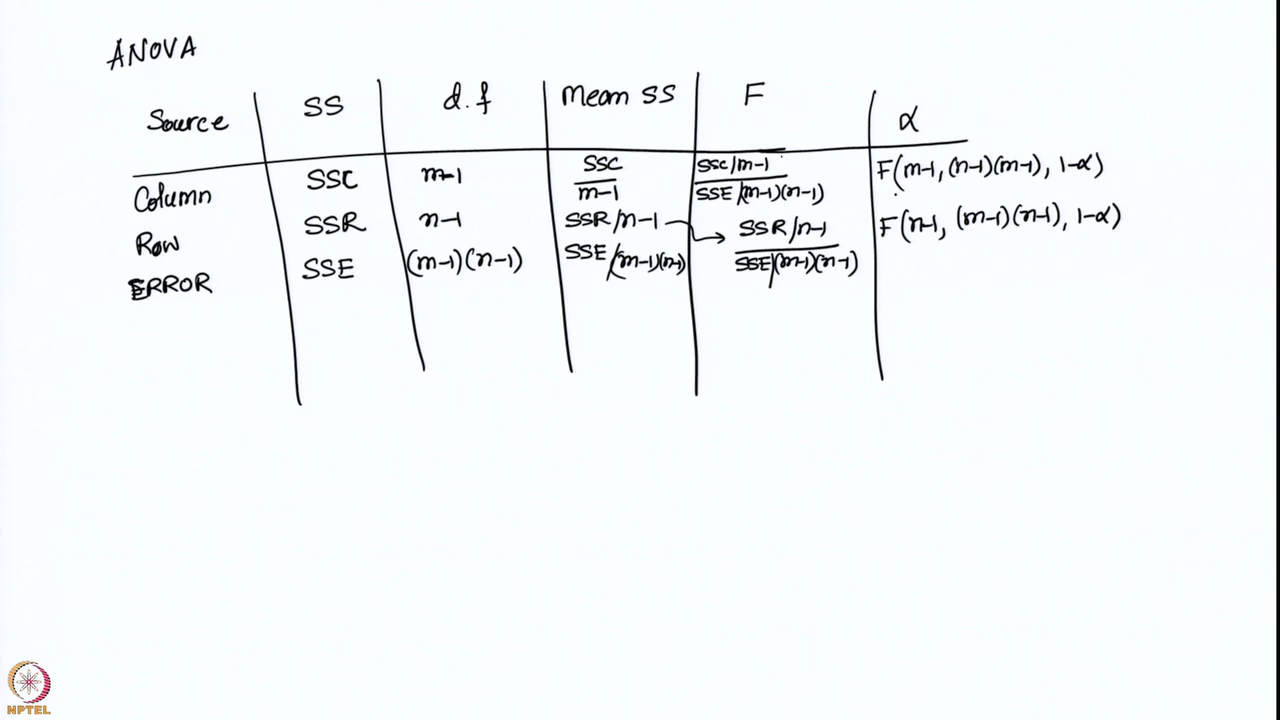 ANOVA
Source SS d.f Mean SS F α
Column SSC m-1 SSC/m-1 SSC/m-1 / SSE/(m-1)(n-1) F(m-1, (n-1)(m-1), 1-α)
Row SSR n-1 SSR/n-1 → SSR/n-1 / SSE/(m-1)(n-1) F(n-1, (m-1)(n-1), 1-α)
ERROR SSE (m-1)(n-1) SSE/(m-1)(n-1)
NPTEL